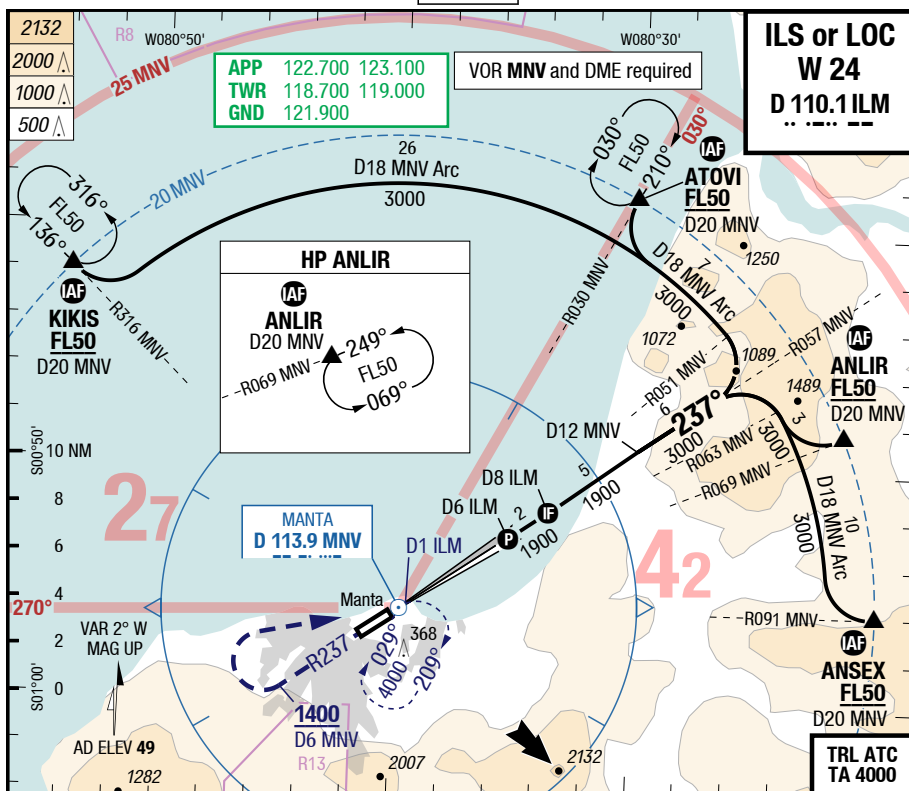 2132
2000
1000
500
R8
W080°50'
W080°30'
25 MNV
APP 122.700 123.100
TWR 118.700 119.000
GND 121.900
VOR MNV and DME required
ILS or LOC
W 24
D 110.1 ILM
26
D18 MNV Arc
3000
20 MNV
316°
FL50
136°
IAF
KIKIS
FL50
D20 MNV
R316 MNV
030°
FL50
210°
030°
IAF
ATOVI
FL50
D20 MNV
R030 MNV
7
D18 MNV Arc
3000
1250
1072
1089
R057 MNV
R051 MNV
1489
IAF
ANLIR
FL50
D20 MNV
HP ANLIR
IAF
ANLIR
D20 MNV
R069 MNV
249°
FL50
069°
6
237°
3000
R063 MNV
3
3000
R069 MNV
D12 MNV
5
1900
D8 ILM
IF
D6 ILM
P
2
1900
10
D18 MNV Arc
3000
R091 MNV
IAF
ANSEX
FL50
D20 MNV
S00°50'
10 NM
8
6
4
2
0
S01°00'
27
42
MANTA
D 113.9 MNV
D1 ILM
Manta
270°
VAR 2° W
MAG UP
AD ELEV 49
R237
029°
4000
209°
368
1400
D6 MNV
R13
1282
2007
2132
TRL ATC
TA 4000